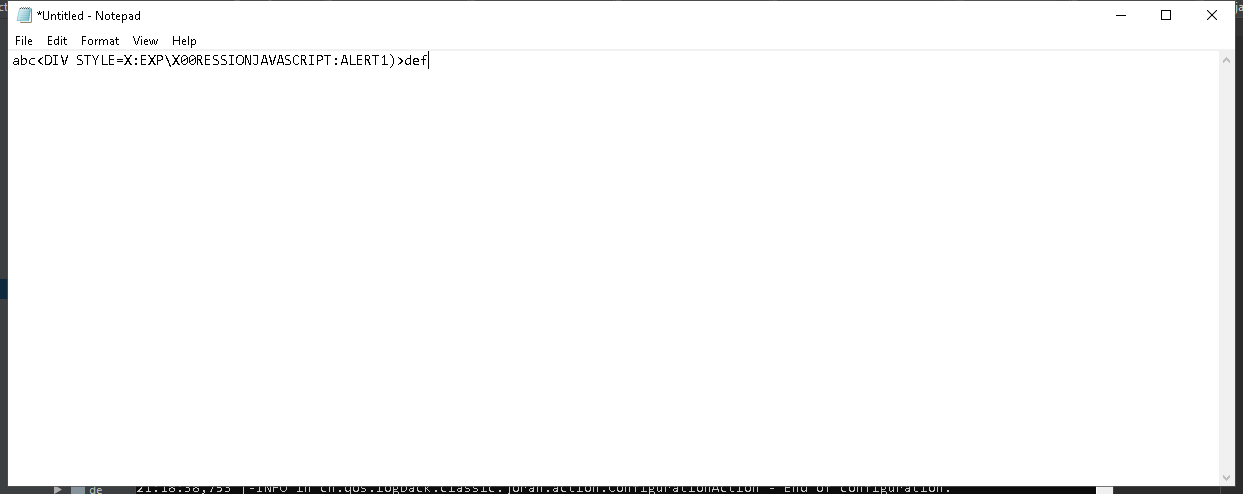 *Untitled - Notepad
File Edit Format View Help
abc<DIV STYLE=X:EXP\X00RESSIONJAVASCRIPT:ALERT1)>def
de 21:18:38,753 |-INFO in ch.qos.logback.classic.joran.action.ConfigurationAction - End of configuration.